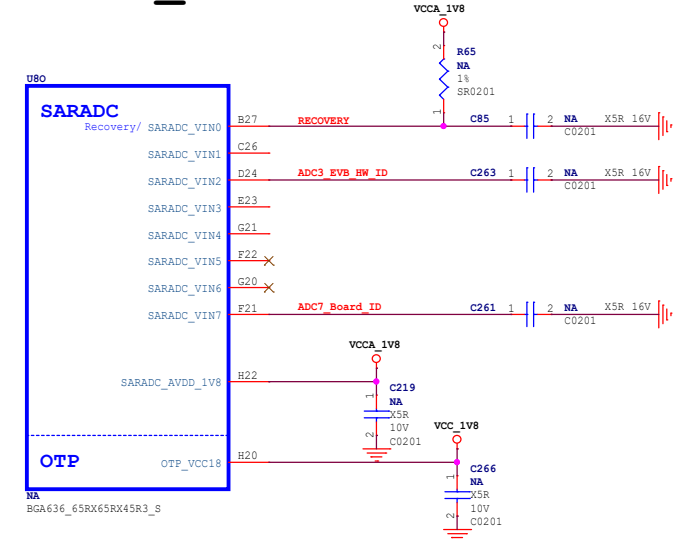 VCCA_1V8
2
R65
NA
1%
SR0201
1
U8O
SARADC
Recovery/ SARADC_VIN0 B27 RECOVERY C85 1 2 NA X5R 16V
C0201
SARADC_VIN1 C26
SARADC_VIN2 D24 ADC3_EVB_HW_ID C263 1 2 NA X5R 16V
C0201
SARADC_VIN3 E23
SARADC_VIN4 G21
SARADC_VIN5 F22
SARADC_VIN6 G20
SARADC_VIN7 F21 ADC7_Board_ID C261 1 2 NA X5R 16V
C0201
VCCA_1V8
SARADC_AVDD_1V8 H22
1
C219
NA
X5R
10V
2
C0201
VCC_1V8
OTP
OTP_VCC18 H20
1
C266
NA
X5R
10V
2
C0201
NA
BGA636_65RX65RX45R3_S